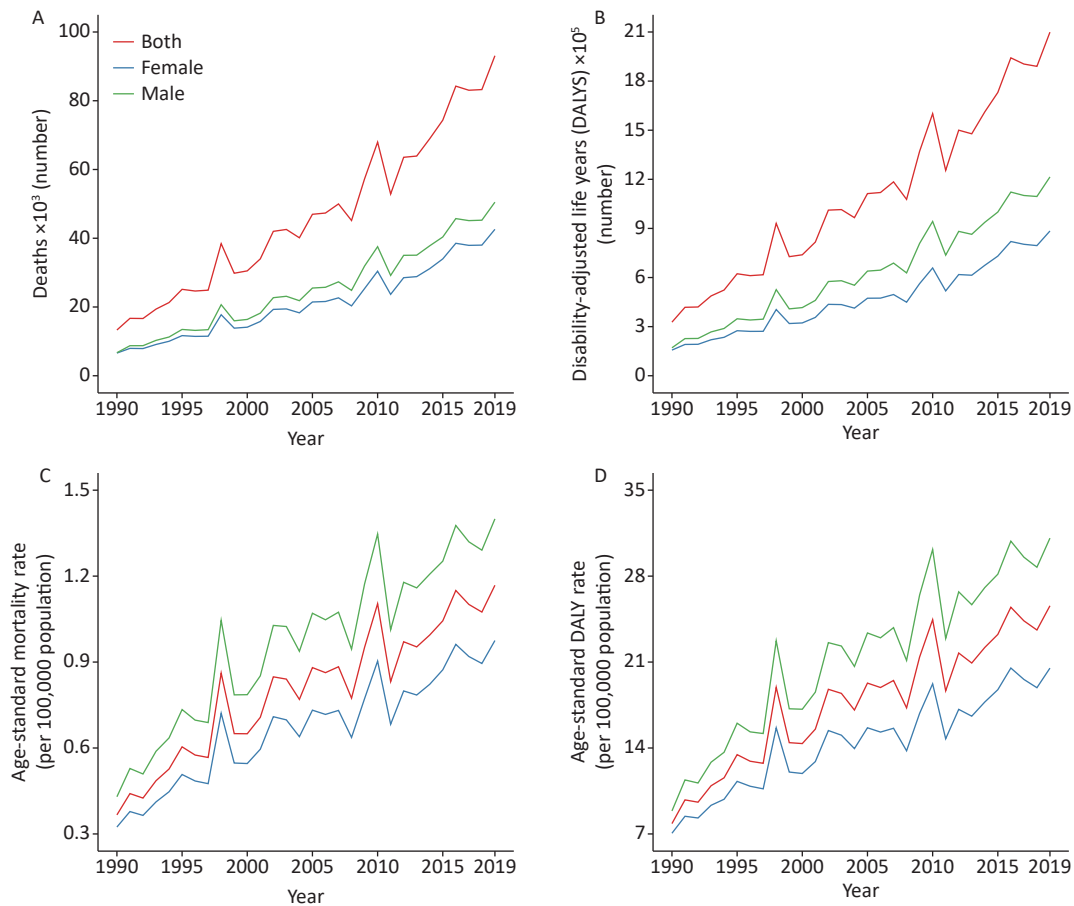 A
Deaths ×10³ (number)
100
80
60
40
20
0
Both
Female
Male
1990 1995 2000 2005 2010 2015 2019
Year
B
Disability-adjusted life years (DALYS) ×10⁵
(number)
21
18
15
12
9
6
3
0
1990 1995 2000 2005 2010 2015 2019
Year
C
Age-standard mortality rate
(per 100,000 population)
1.5
1.2
0.9
0.6
0.3
1990 1995 2000 2005 2010 2015 2019
Year
D
Age-standard DALY rate
(per 100,000 population)
35
28
21
14
7
1990 1995 2000 2005 2010 2015 2019
Year